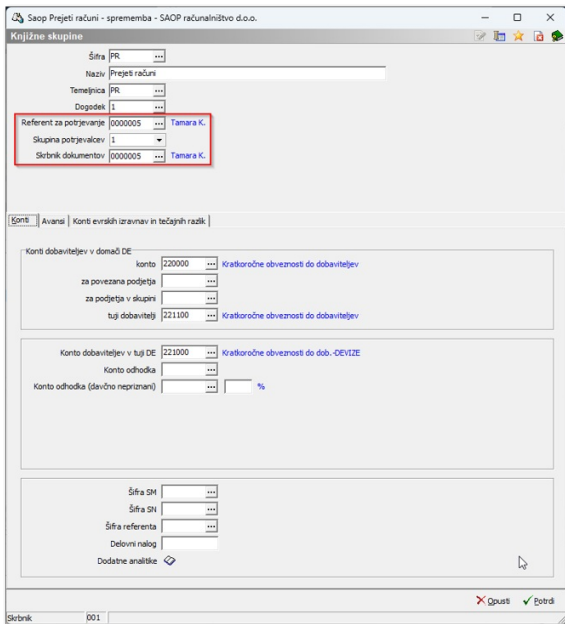 Saop Prejeti računi - sprememba - SAOP računalništvo d.o.o.
Knjižne skupine
Šifra PR ...
Naziv Prejeti računi
Temeljnica PR ...
Dogodek 1 ...
Referent za potrjevanje 0000005 ... Tamara K.
Skupina potrjevalcev 1
Skrbnik dokumentov 0000005 ... Tamara K.
Konti Avansi Konti evrskih izravnav in tečajnih razlik
Konti dobaviteljev v domači DE
konto 220000 ... Kratkoročne obveznosti do dobaviteljev
za povezana podjetja ...
za podjetja v skupini ...
tuji dobavitelji 221100 ... Kratkoročne obveznosti do dobaviteljev
Konto dobaviteljev v tuji DE 221000 ... Kratkoročne obveznosti do dob.-DEVIZE
Konto odhodka ...
Konto odhodka (davčno nepriznani) ... %
Šifra SM ...
Šifra SN ...
Šifra referenta ...
Delovni nalog
Dodatne analitike
Opusti Potrdi
Skrbnik 001